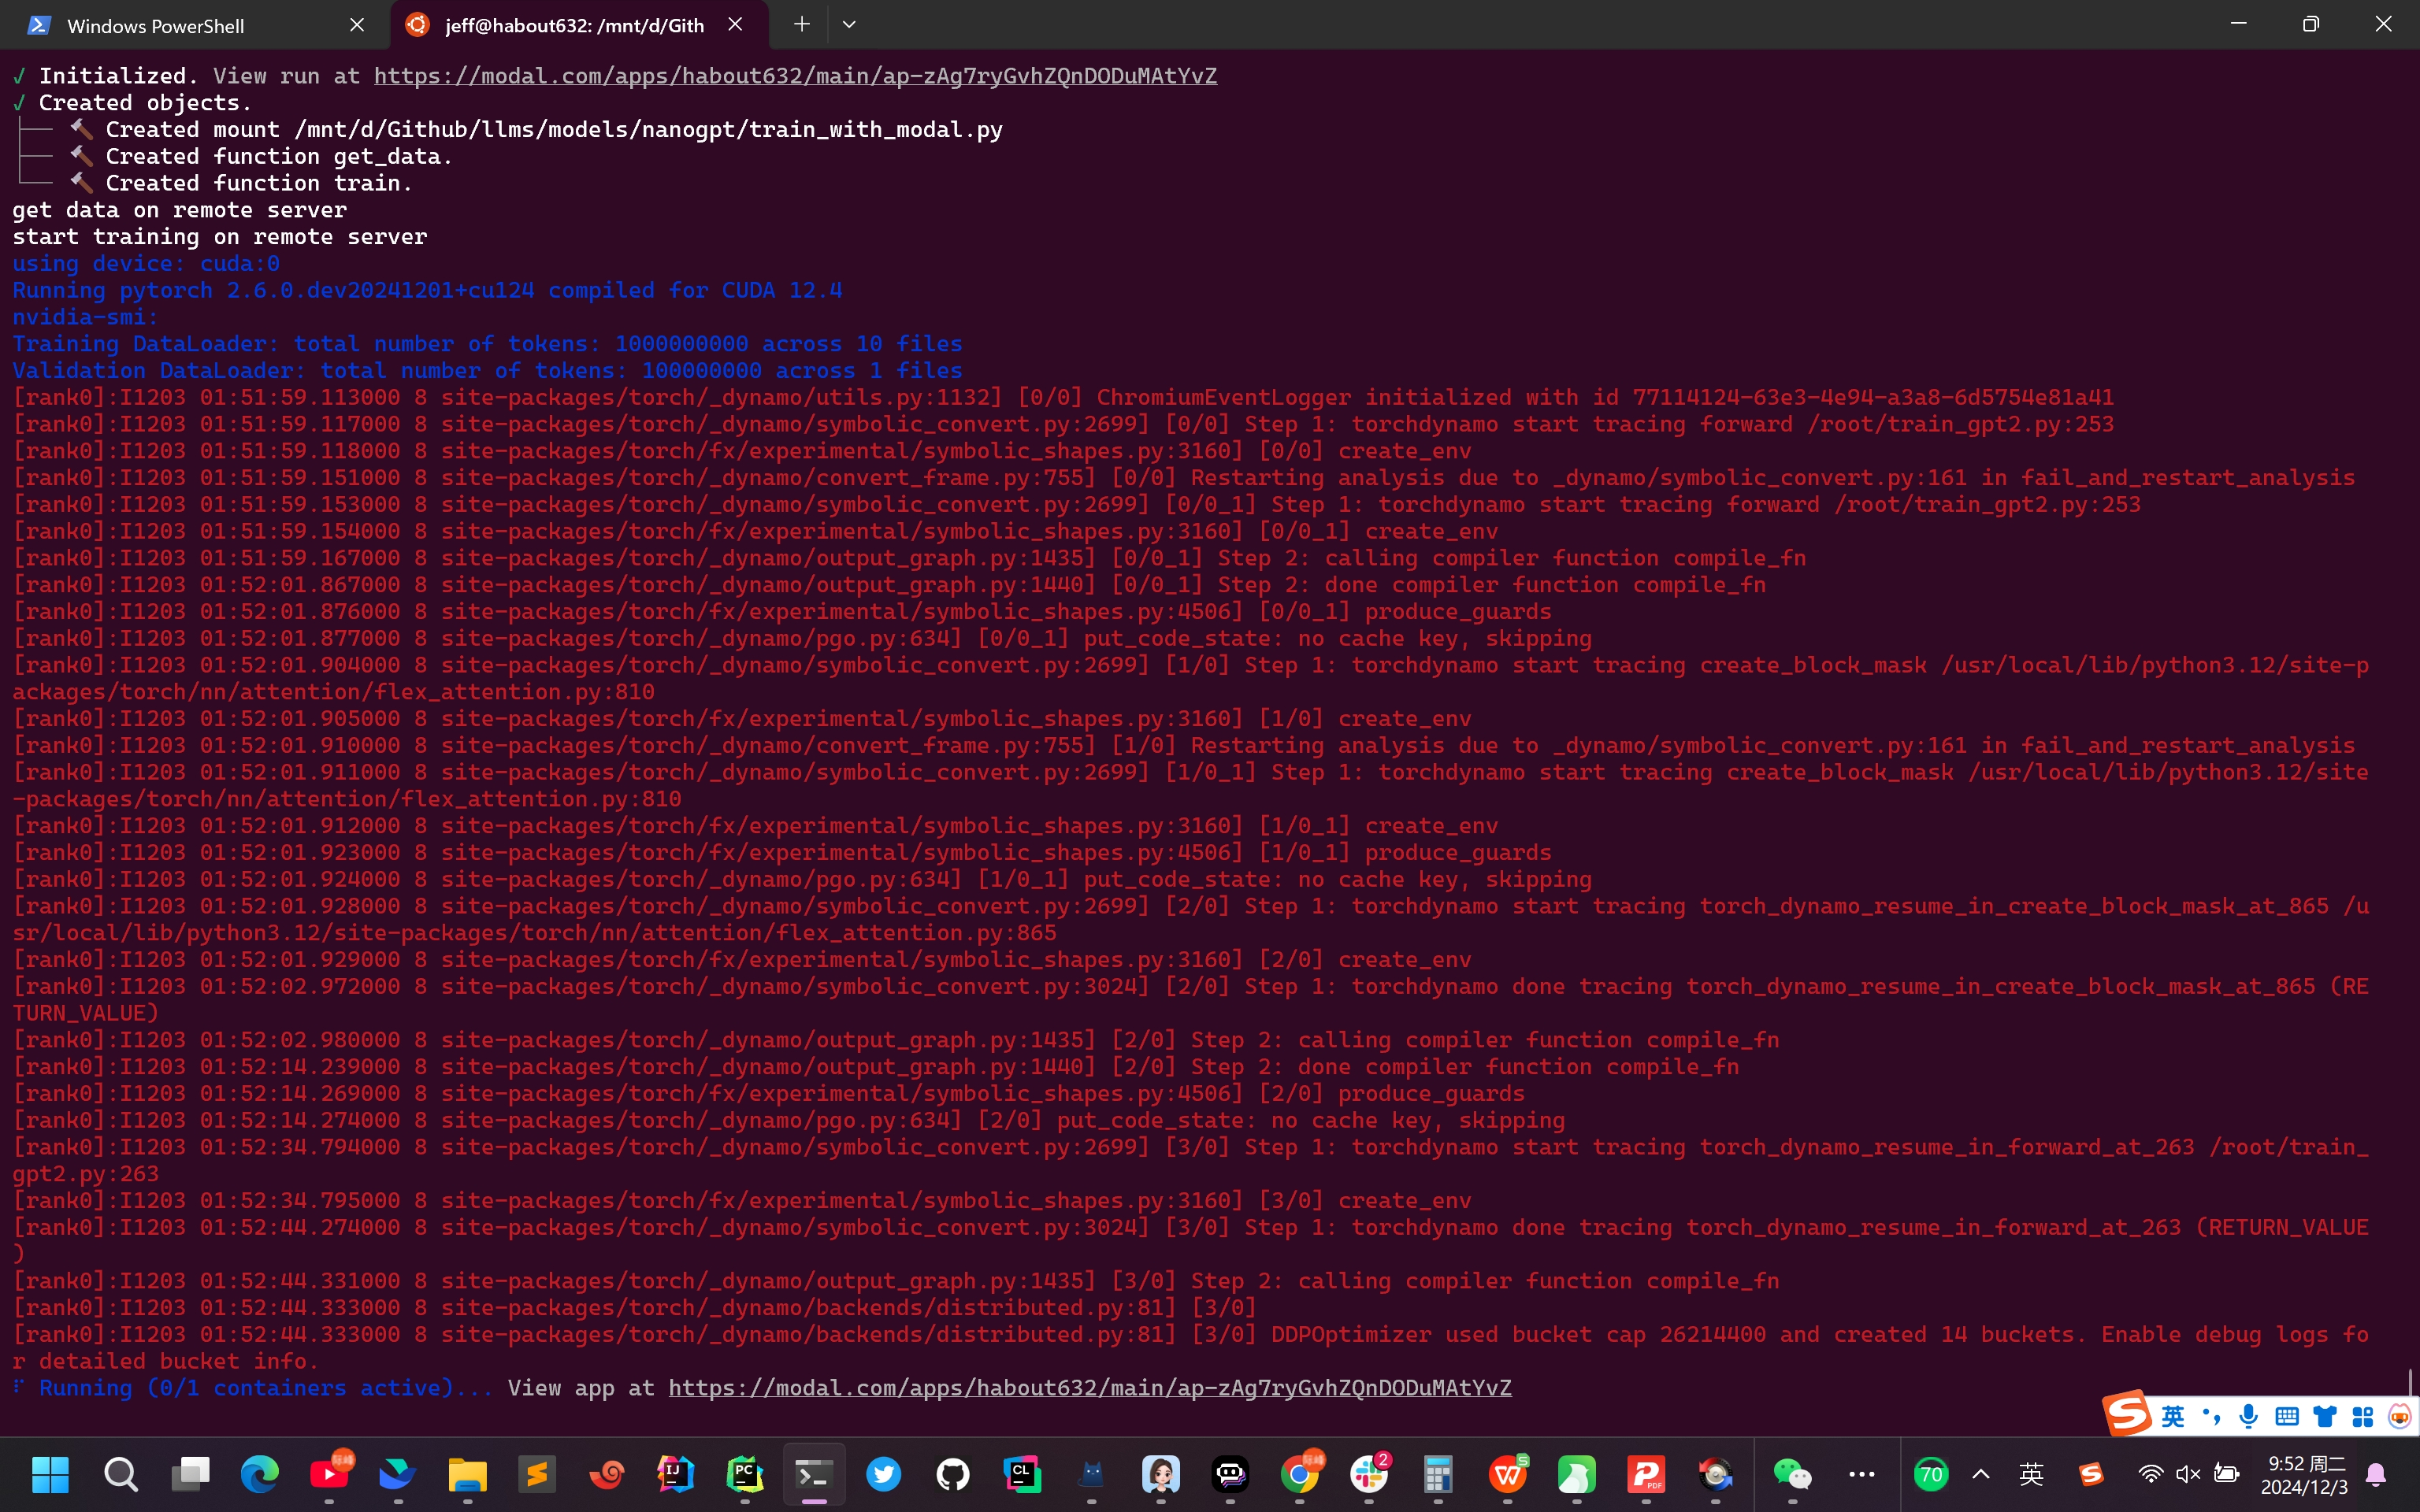 Windows PowerShell
jeff@habout632: /mnt/d/Gith
✓ Initialized. View run at https://modal.com/apps/habout632/main/ap-zAg7ryGvhZQnDODuMAtYvZ
✓ Created objects.
├── 🔨 Created mount /mnt/d/Github/llms/models/nanogpt/train_with_modal.py
├── 🔨 Created function get_data.
└── 🔨 Created function train.
get data on remote server
start training on remote server
using device: cuda:0
Running pytorch 2.6.0.dev20241201+cu124 compiled for CUDA 12.4
nvidia-smi:
Training DataLoader: total number of tokens: 1000000000 across 10 files
Validation DataLoader: total number of tokens: 100000000 across 1 files
[rank0]:I1203 01:51:59.113000 8 site-packages/torch/_dynamo/utils.py:1132] [0/0] ChromiumEventLogger initialized with id 77114124-63e3-4e94-a3a8-6d5754e81a41
[rank0]:I1203 01:51:59.117000 8 site-packages/torch/_dynamo/symbolic_convert.py:2699] [0/0] Step 1: torchdynamo start tracing forward /root/train_gpt2.py:253
[rank0]:I1203 01:51:59.118000 8 site-packages/torch/fx/experimental/symbolic_shapes.py:3160] [0/0] create_env
[rank0]:I1203 01:51:59.151000 8 site-packages/torch/_dynamo/convert_frame.py:755] [0/0] Restarting analysis due to _dynamo/symbolic_convert.py:161 in fail_and_restart_analysis
[rank0]:I1203 01:51:59.153000 8 site-packages/torch/_dynamo/symbolic_convert.py:2699] [0/0_1] Step 1: torchdynamo start tracing forward /root/train_gpt2.py:253
[rank0]:I1203 01:51:59.154000 8 site-packages/torch/fx/experimental/symbolic_shapes.py:3160] [0/0_1] create_env
[rank0]:I1203 01:51:59.167000 8 site-packages/torch/_dynamo/output_graph.py:1435] [0/0_1] Step 2: calling compiler function compile_fn
[rank0]:I1203 01:52:01.867000 8 site-packages/torch/_dynamo/output_graph.py:1440] [0/0_1] Step 2: done compiler function compile_fn
[rank0]:I1203 01:52:01.876000 8 site-packages/torch/fx/experimental/symbolic_shapes.py:4506] [0/0_1] produce_guards
[rank0]:I1203 01:52:01.877000 8 site-packages/torch/_dynamo/pgo.py:634] [0/0_1] put_code_state: no cache key, skipping
[rank0]:I1203 01:52:01.904000 8 site-packages/torch/_dynamo/symbolic_convert.py:2699] [1/0] Step 1: torchdynamo start tracing create_block_mask /usr/local/lib/python3.12/site-p
ackages/torch/nn/attention/flex_attention.py:810
[rank0]:I1203 01:52:01.905000 8 site-packages/torch/fx/experimental/symbolic_shapes.py:3160] [1/0] create_env
[rank0]:I1203 01:52:01.910000 8 site-packages/torch/_dynamo/convert_frame.py:755] [1/0] Restarting analysis due to _dynamo/symbolic_convert.py:161 in fail_and_restart_analysis
[rank0]:I1203 01:52:01.911000 8 site-packages/torch/_dynamo/symbolic_convert.py:2699] [1/0_1] Step 1: torchdynamo start tracing create_block_mask /usr/local/lib/python3.12/site
-packages/torch/nn/attention/flex_attention.py:810
[rank0]:I1203 01:52:01.912000 8 site-packages/torch/fx/experimental/symbolic_shapes.py:3160] [1/0_1] create_env
[rank0]:I1203 01:52:01.923000 8 site-packages/torch/fx/experimental/symbolic_shapes.py:4506] [1/0_1] produce_guards
[rank0]:I1203 01:52:01.924000 8 site-packages/torch/_dynamo/pgo.py:634] [1/0_1] put_code_state: no cache key, skipping
[rank0]:I1203 01:52:01.928000 8 site-packages/torch/_dynamo/symbolic_convert.py:2699] [2/0] Step 1: torchdynamo start tracing torch_dynamo_resume_in_create_block_mask_at_865 /u
sr/local/lib/python3.12/site-packages/torch/nn/attention/flex_attention.py:865
[rank0]:I1203 01:52:01.929000 8 site-packages/torch/fx/experimental/symbolic_shapes.py:3160] [2/0] create_env
[rank0]:I1203 01:52:02.972000 8 site-packages/torch/_dynamo/symbolic_convert.py:3024] [2/0] Step 1: torchdynamo done tracing torch_dynamo_resume_in_create_block_mask_at_865 (RE
TURN_VALUE)
[rank0]:I1203 01:52:02.980000 8 site-packages/torch/_dynamo/output_graph.py:1435] [2/0] Step 2: calling compiler function compile_fn
[rank0]:I1203 01:52:14.239000 8 site-packages/torch/_dynamo/output_graph.py:1440] [2/0] Step 2: done compiler function compile_fn
[rank0]:I1203 01:52:14.269000 8 site-packages/torch/fx/experimental/symbolic_shapes.py:4506] [2/0] produce_guards
[rank0]:I1203 01:52:14.274000 8 site-packages/torch/_dynamo/pgo.py:634] [2/0] put_code_state: no cache key, skipping
[rank0]:I1203 01:52:34.794000 8 site-packages/torch/_dynamo/symbolic_convert.py:2699] [3/0] Step 1: torchdynamo start tracing torch_dynamo_resume_in_forward_at_263 /root/train_
gpt2.py:263
[rank0]:I1203 01:52:34.795000 8 site-packages/torch/fx/experimental/symbolic_shapes.py:3160] [3/0] create_env
[rank0]:I1203 01:52:44.274000 8 site-packages/torch/_dynamo/symbolic_convert.py:3024] [3/0] Step 1: torchdynamo done tracing torch_dynamo_resume_in_forward_at_263 (RETURN_VALUE
)
[rank0]:I1203 01:52:44.331000 8 site-packages/torch/_dynamo/output_graph.py:1435] [3/0] Step 2: calling compiler function compile_fn
[rank0]:I1203 01:52:44.333000 8 site-packages/torch/_dynamo/backends/distributed.py:81] [3/0]
[rank0]:I1203 01:52:44.333000 8 site-packages/torch/_dynamo/backends/distributed.py:81] [3/0] DDPOptimizer used bucket cap 26214400 and created 14 buckets. Enable debug logs fo
r detailed bucket info.
Running (0/1 containers active)... View app at https://modal.com/apps/habout632/main/ap-zAg7ryGvhZQnDODuMAtYvZ
英
IJ
PC
CL
2
PDF
70
英
9:52 周二
2024/12/3